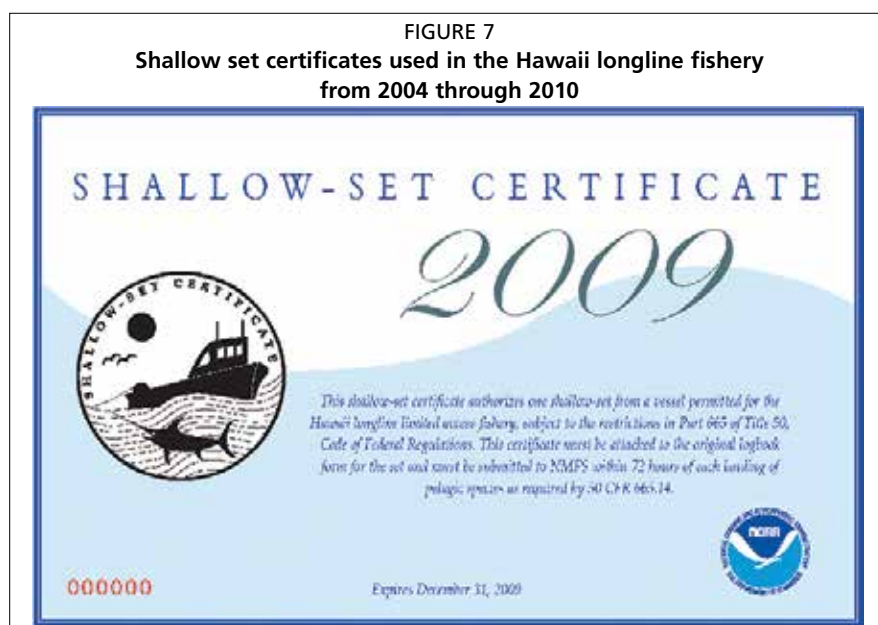 FIGURE 7
Shallow set certificates used in the Hawaii longline fishery
from 2004 through 2010
SHALLOW-SET CERTIFICATE
2009
SHALLOW-SET CERTIFICATE
This shallow-set certificate authorizes one shallow-set from a vessel permitted for the
Hawaii longline limited access fishery, subject to the restrictions in Part 665 of Title 50,
Code of Federal Regulations. This certificate must be attached to the original logbook
form for the set and must be submitted to NMFS within 72 hours of each landing of
pelagic species as required by 50 CFR 665.14.
NOAA
000000
Expires December 31, 2009